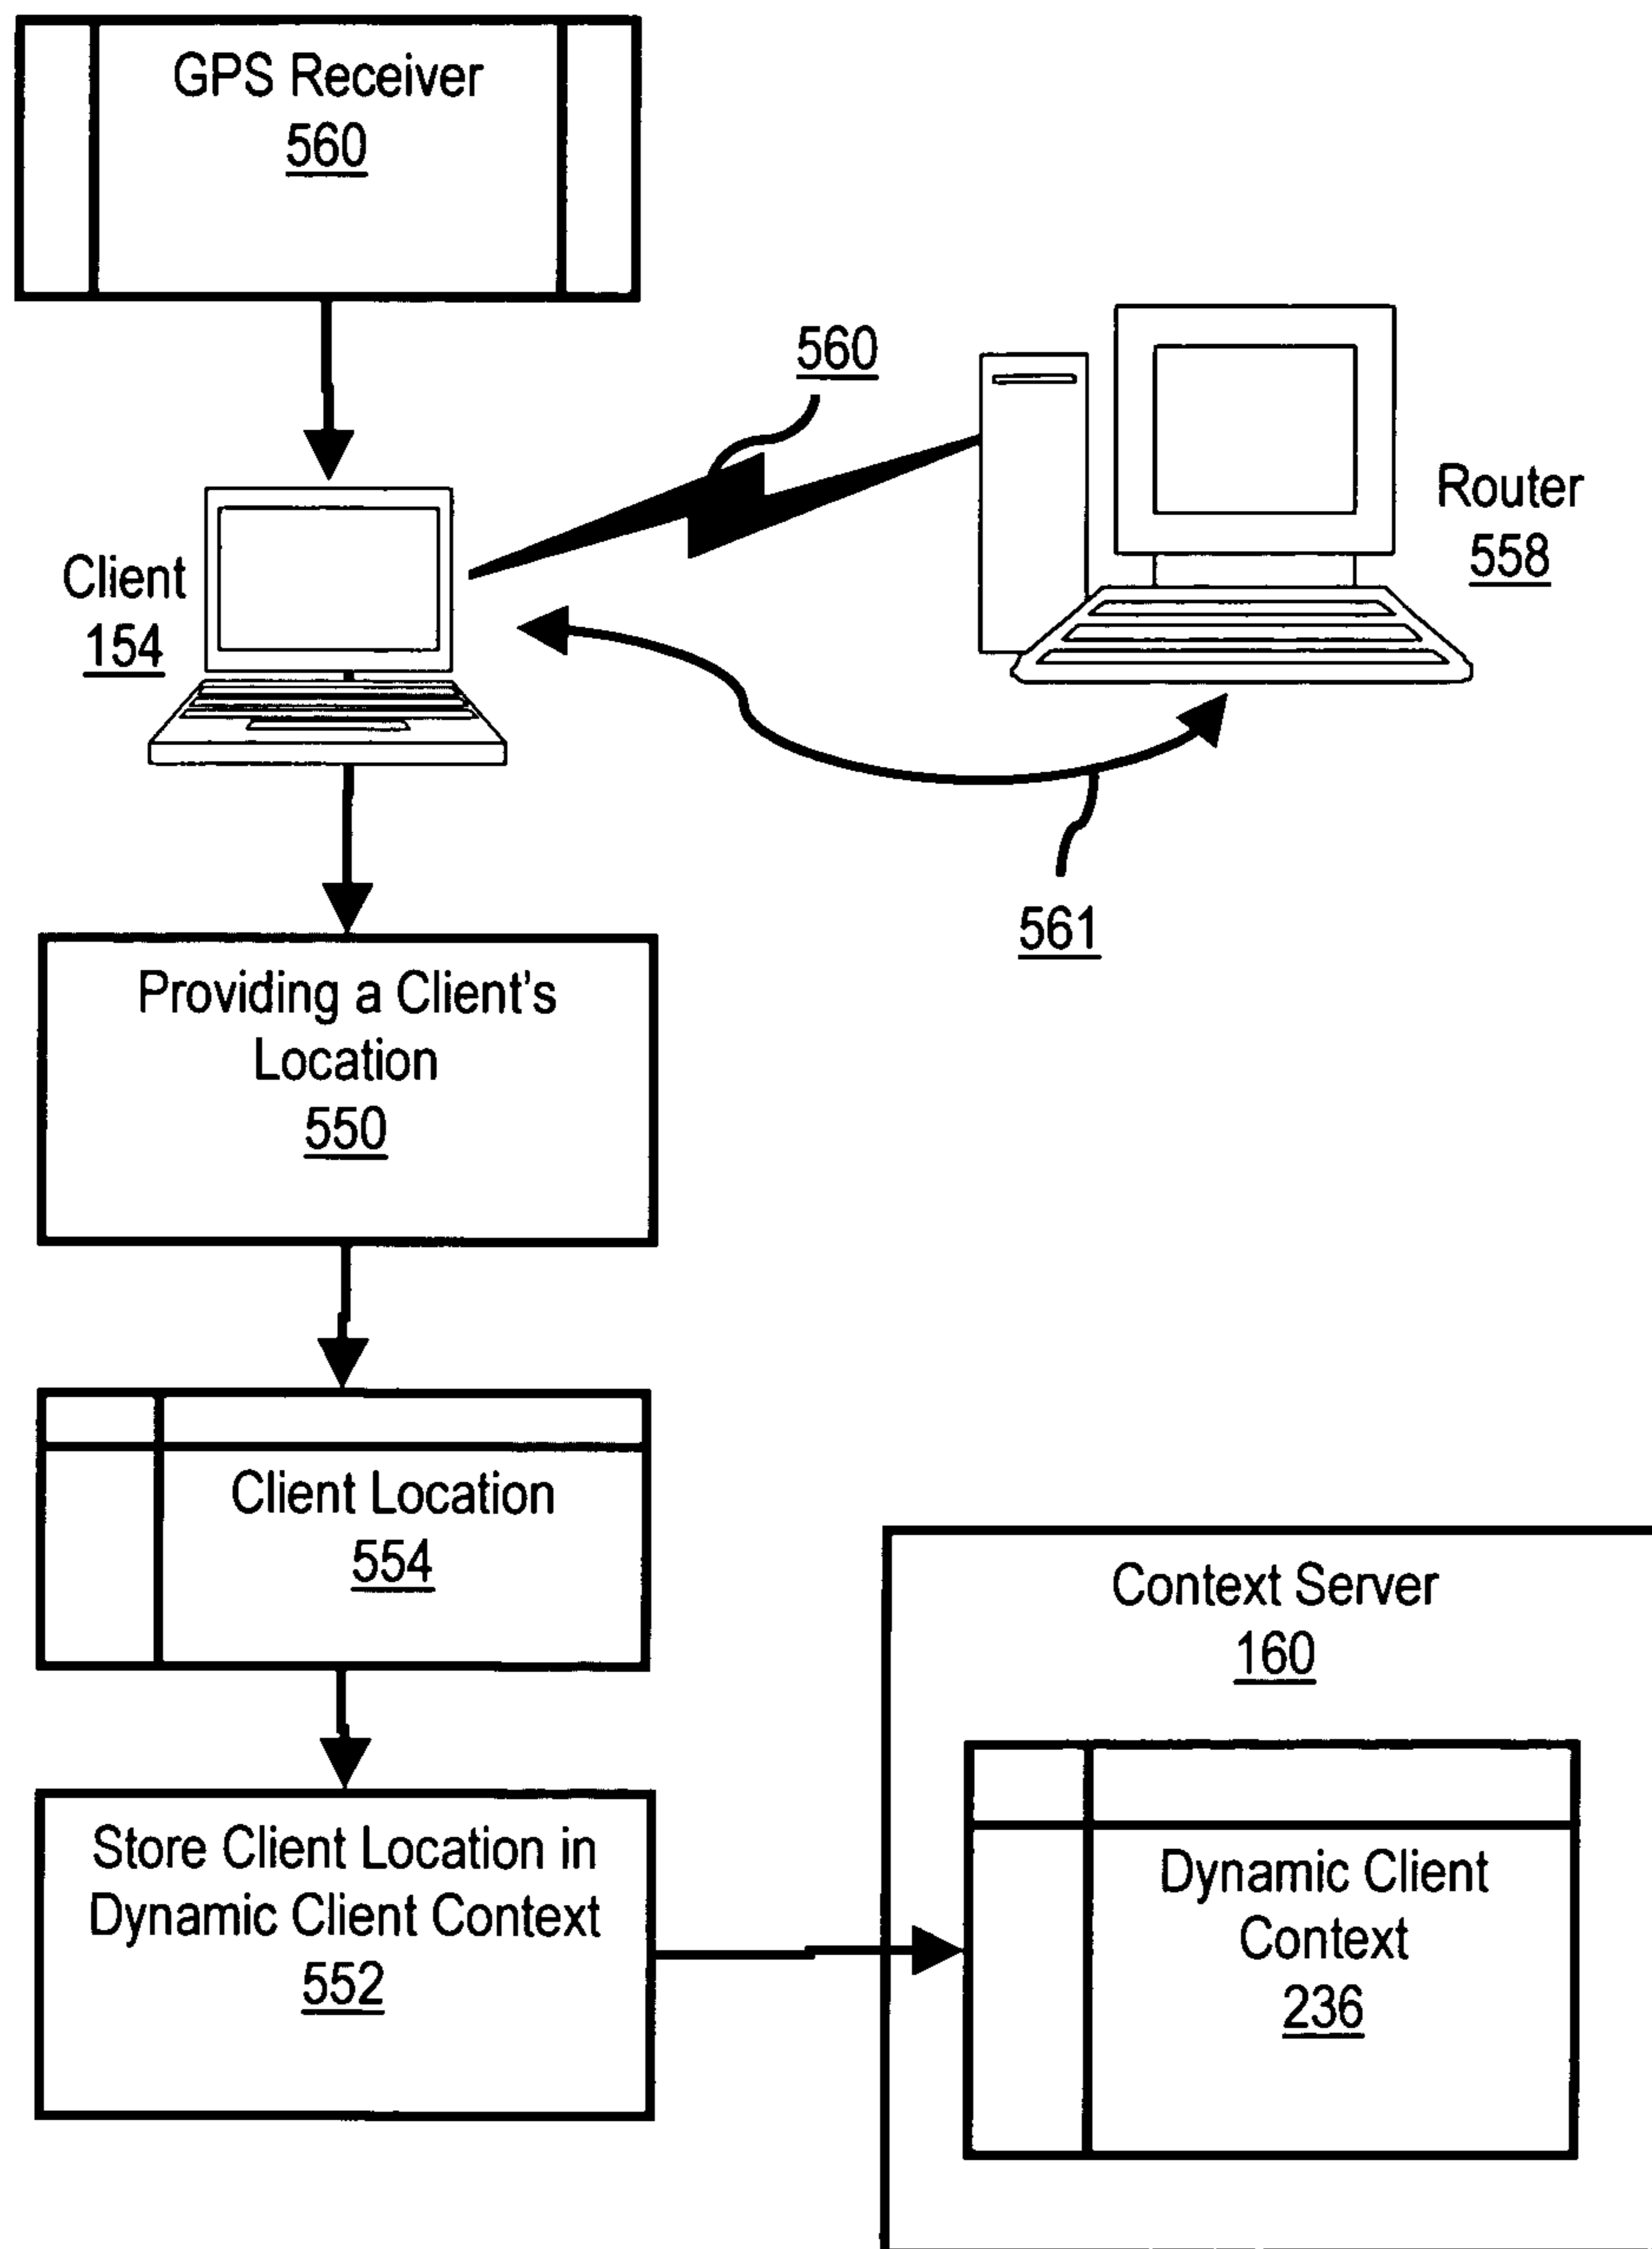 GPS Receiver
560
560
Router
558
Client
154
561
Providing a Client's
Location
550
Client Location
554
Context Server
160
Store Client Location in
Dynamic Client Context
552
Dynamic Client
Context
236